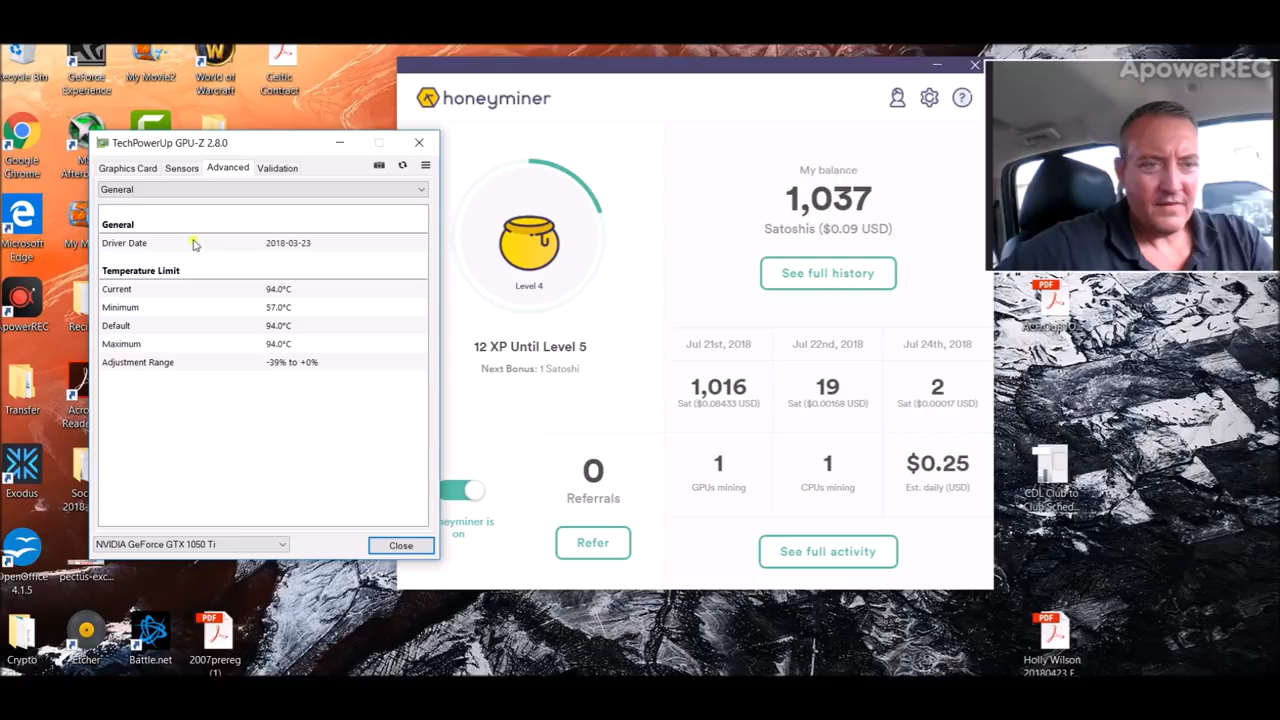 ApowerREC
Recycle Bin
GeForce
Experience
My Movie2
World of
Warcraft
Celtic
Contract
Google
Chrome
Microsoft
Edge
ApowerREC
Transfer
Exodus
OpenOffice
4.1.5
pectus-exc...
Crypto
Etcher
Battle.net
2007prereg
(1)
TechPowerUp GPU-Z 2.8.0
Graphics Card
Sensors
Advanced
Validation
General
General
Driver Date 2018-03-23
Temperature Limit
Current 94.0°C
Minimum 57.0°C
Default 94.0°C
Maximum 94.0°C
Adjustment Range -39% to +0%
NVIDIA GeForce GTX 1050 Ti
Close
honeyminer
Level 4
12 XP Until Level 5
Next Bonus: 1 Satoshi
My balance
1,037
Satoshis ($0.09 USD)
See full history
Jul 21st, 2018 Jul 22nd, 2018 Jul 24th, 2018
1,016 19 2
Sat ($0.08433 USD) Sat ($0.00158 USD) Sat ($0.00017 USD)
1 1 $0.25
GPUs mining CPUs mining Est. daily (USD)
See full activity
0
Referrals
Refer
neyminer is
on
PDF
CDL Club to
Club Sched...
PDF
Holly Wilson